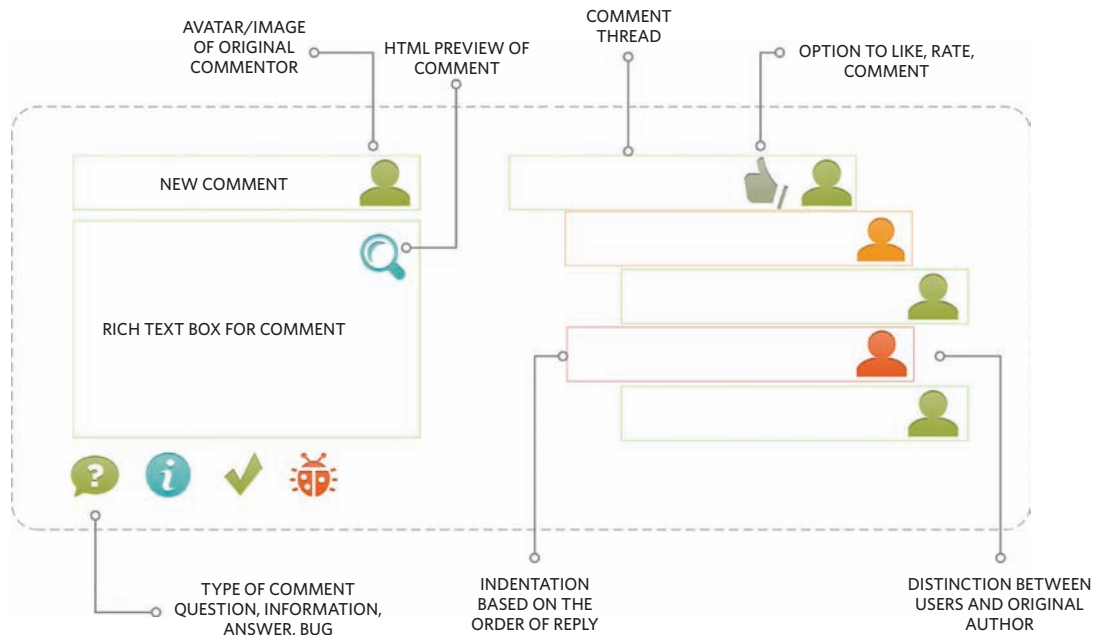 AVATAR/IMAGE
OF ORIGINAL
COMMENTOR
HTML PREVIEW OF
COMMENT
COMMENT
THREAD
OPTION TO LIKE, RATE,
COMMENT
NEW COMMENT
RICH TEXT BOX FOR COMMENT
?
i
TYPE OF COMMENT
QUESTION, INFORMATION,
ANSWER, BUG
INDENTATION
BASED ON THE
ORDER OF REPLY
DISTINCTION BETWEEN
USERS AND ORIGINAL
AUTHOR